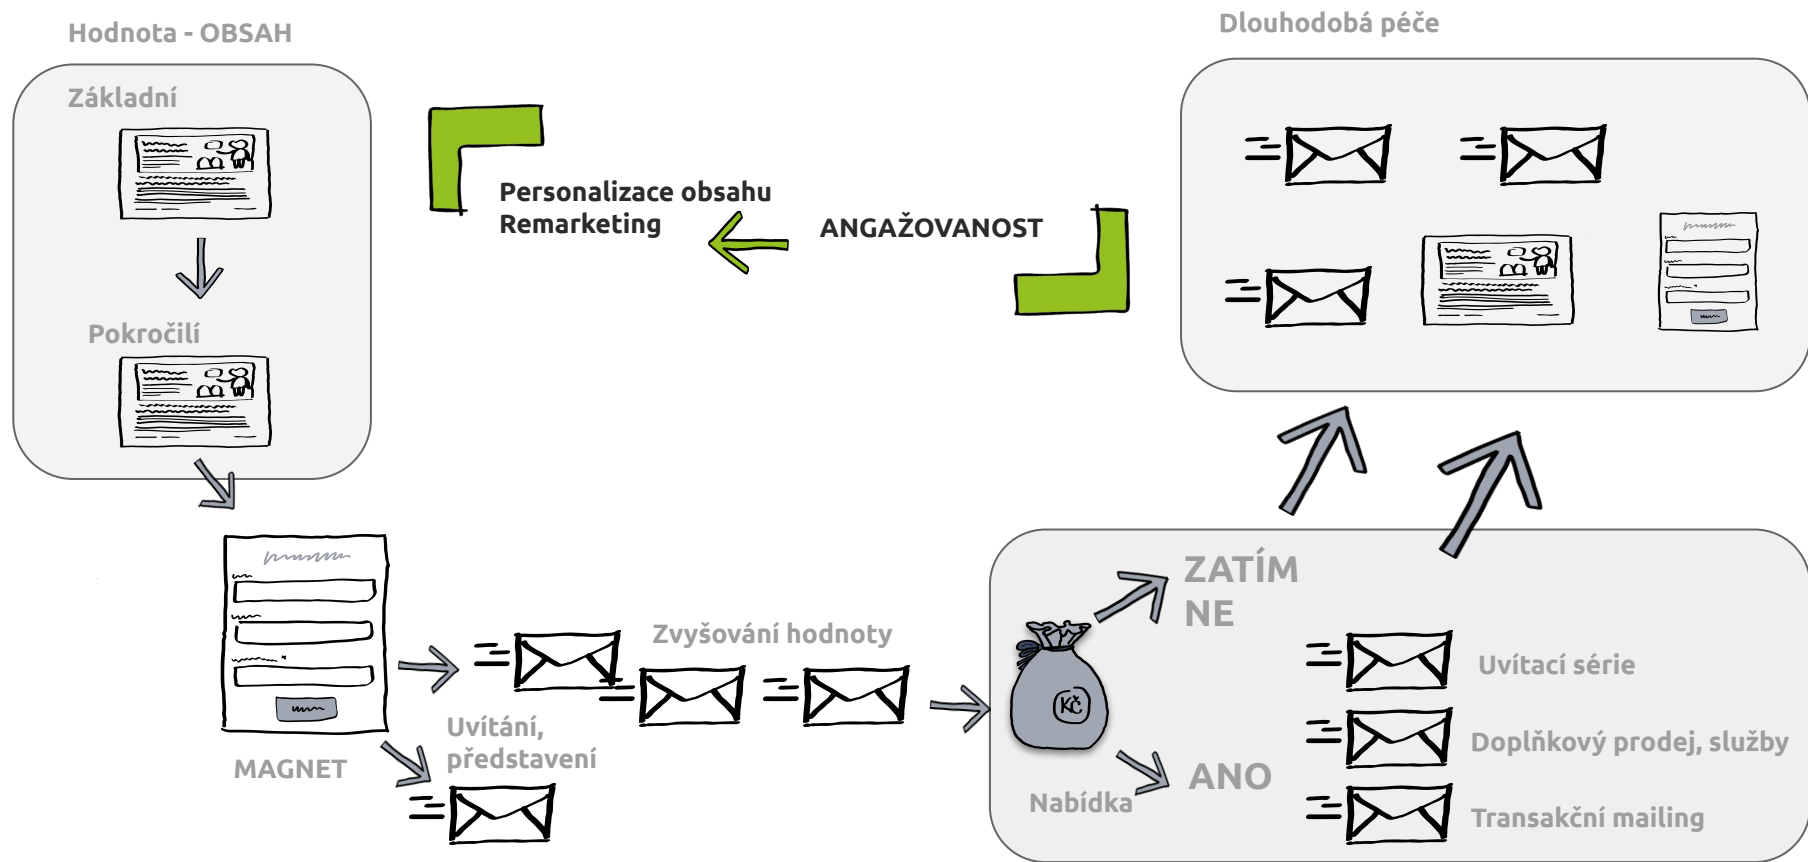 Hodnota - OBSAH
Základní
Pokročilí
Personalizace obsahu
Remarketing
ANGAŽOVANOST
Dlouhodobá péče
MAGNET
Uvítání,
představení
Zvyšování hodnoty
Kč
Nabídka
ZATÍM
NE
ANO
Uvítací série
Doplňkový prodej, služby
Transakční mailing